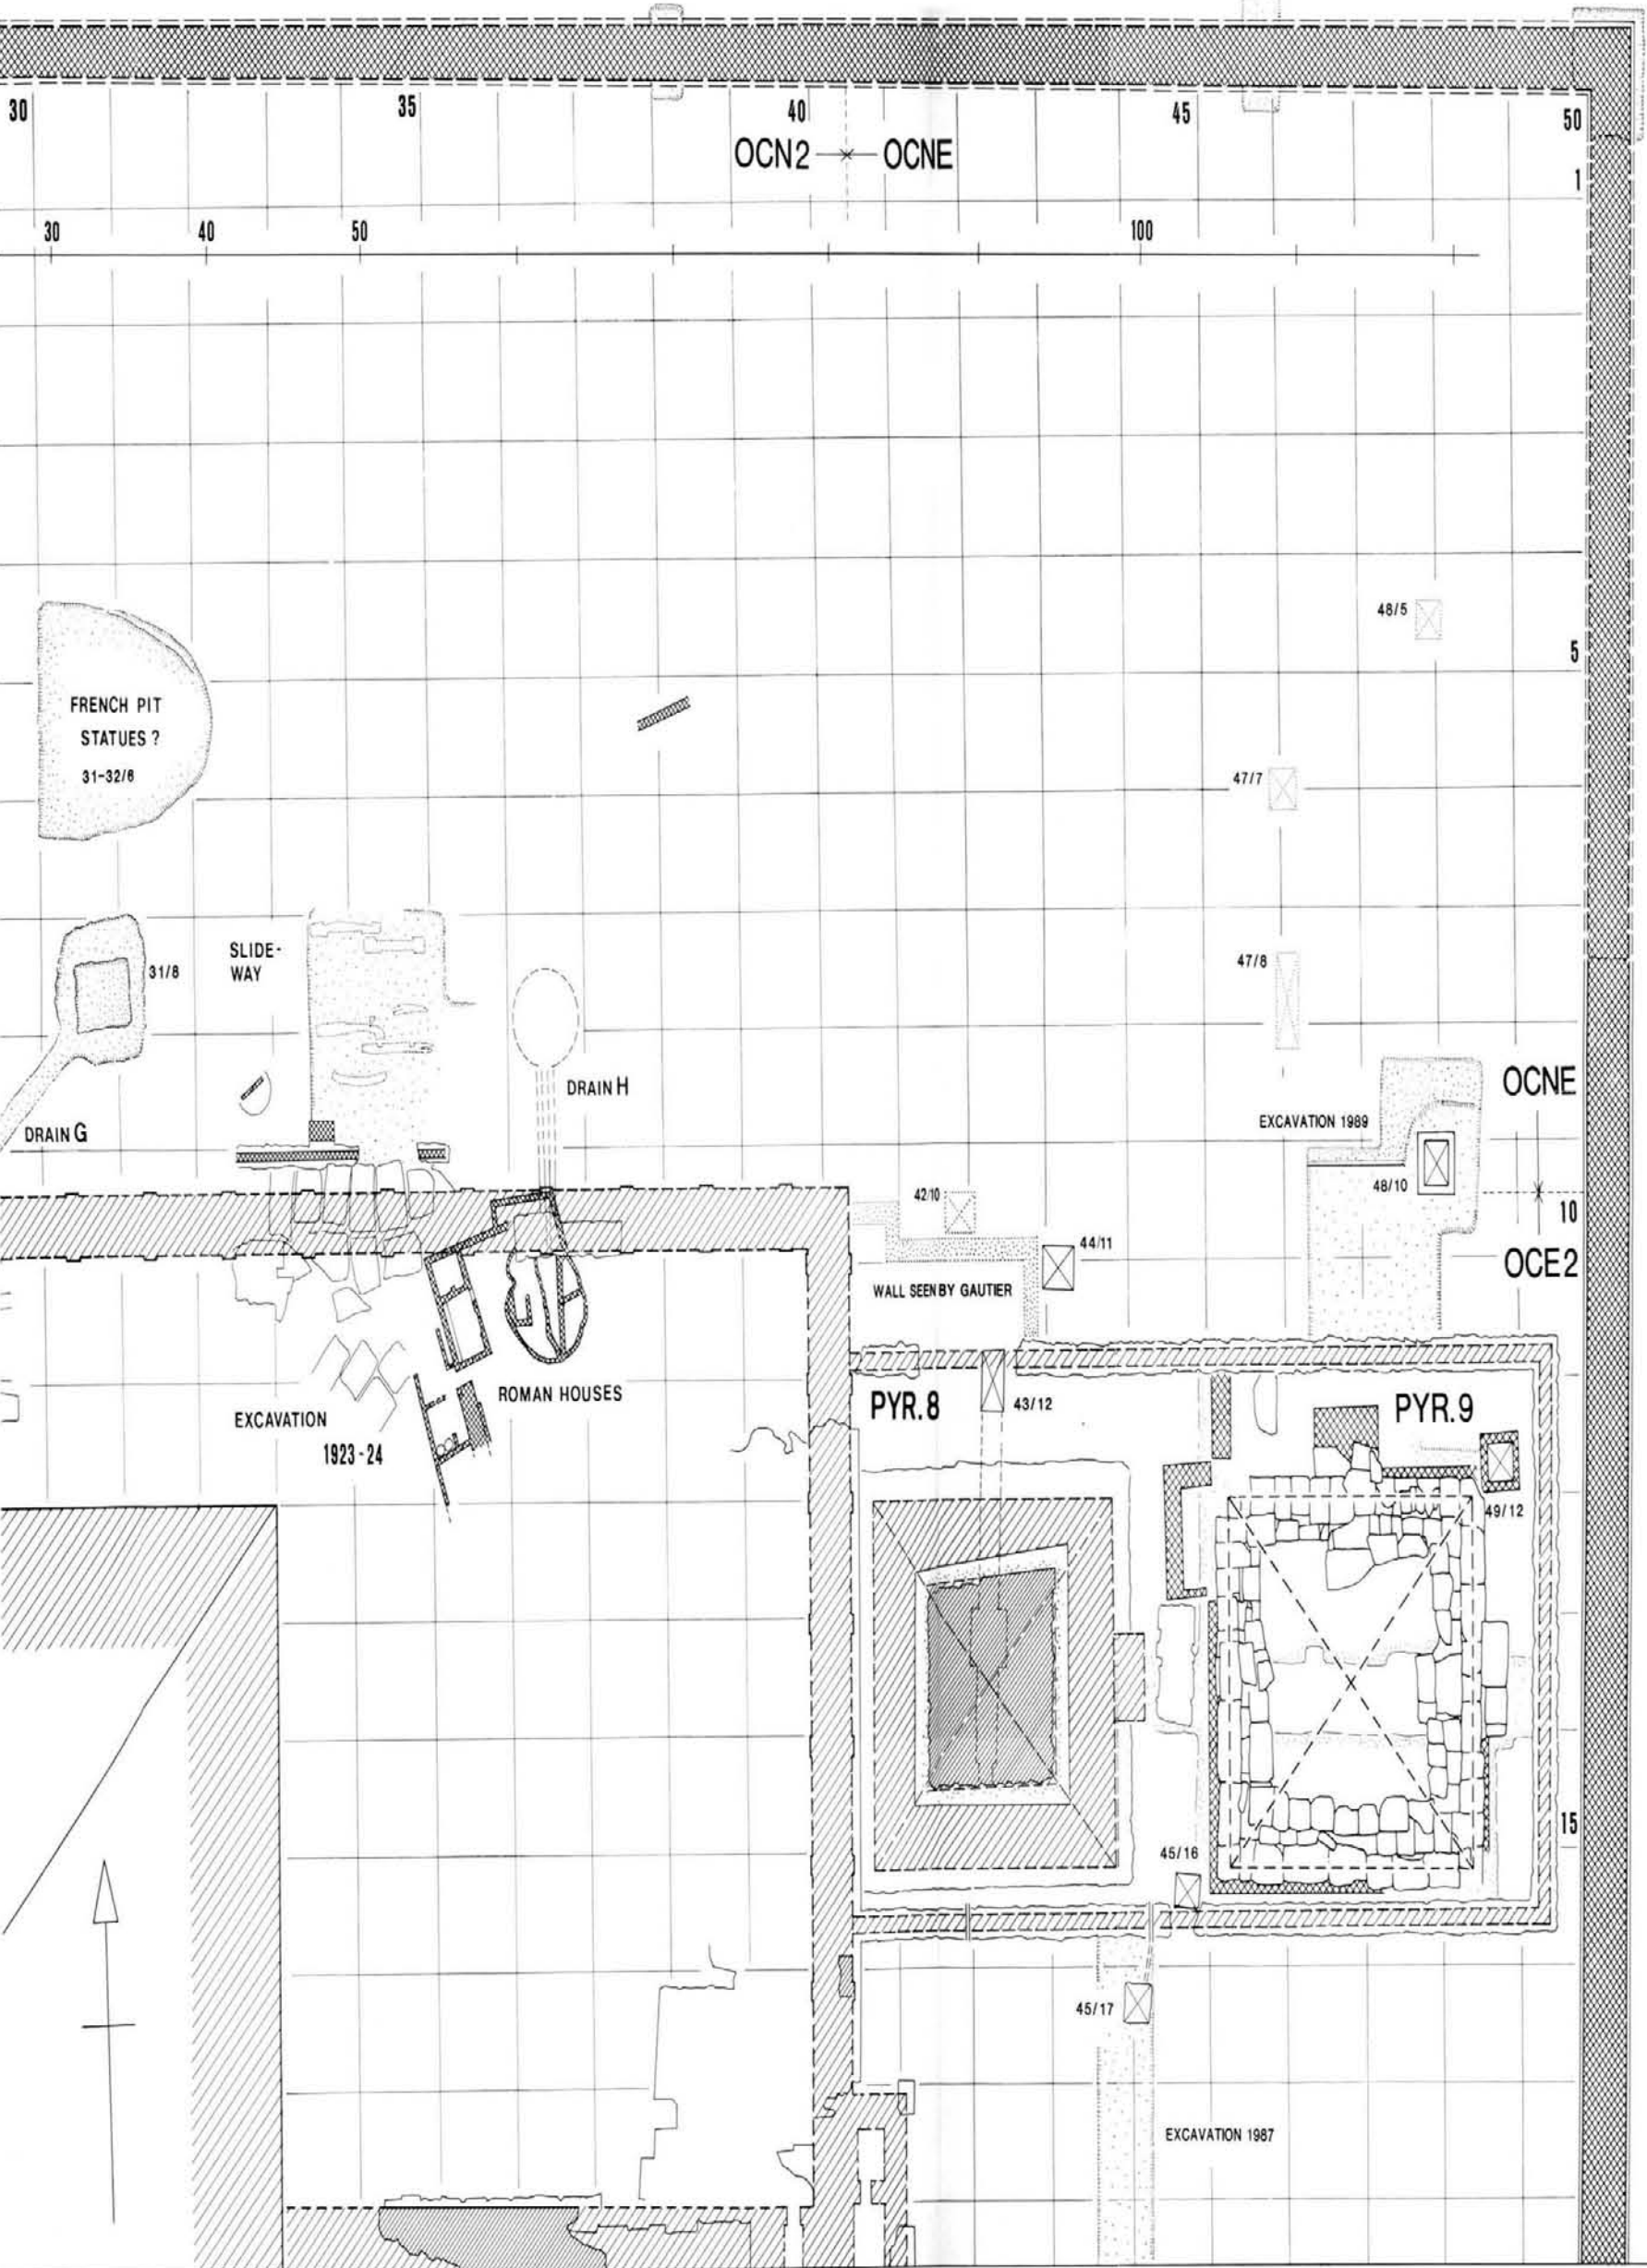 30 35 40 45 50
OCN2 OCNE
1
30 40 50 100
48/5
5
FRENCH PIT
STATUES ?
31-32/6
47/7
SLIDE-
WAY
31/8
47/8
OCNE
DRAIN H
EXCAVATION 1989
DRAIN G
48/10
42/10
10
44/11
OCE2
WALL SEEN BY GAUTIER
ROMAN HOUSES
PYR. 8
43/12
PYR. 9
EXCAVATION
1923-24
49/12
15
45/16
45/17
EXCAVATION 1987